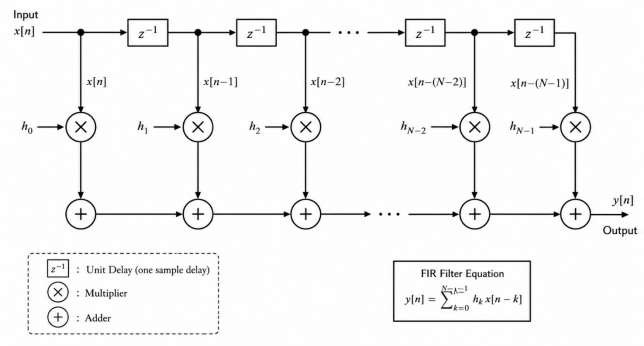 Input
x[n]
z⁻¹ z⁻¹ · · · z⁻¹ z⁻¹
x[n] x[n−1] x[n−2] x[n−(N−2)] x[n−(N−1)]
h₀ × h₁ × h₂ × h_{N−2} × h_{N−1} ×
+ + + · · · + + y[n]
Output
z⁻¹ : Unit Delay (one sample delay)
× : Multiplier
+ : Adder
FIR Filter Equation
y[n] = ∑_{k=0} h_k x[n − k]